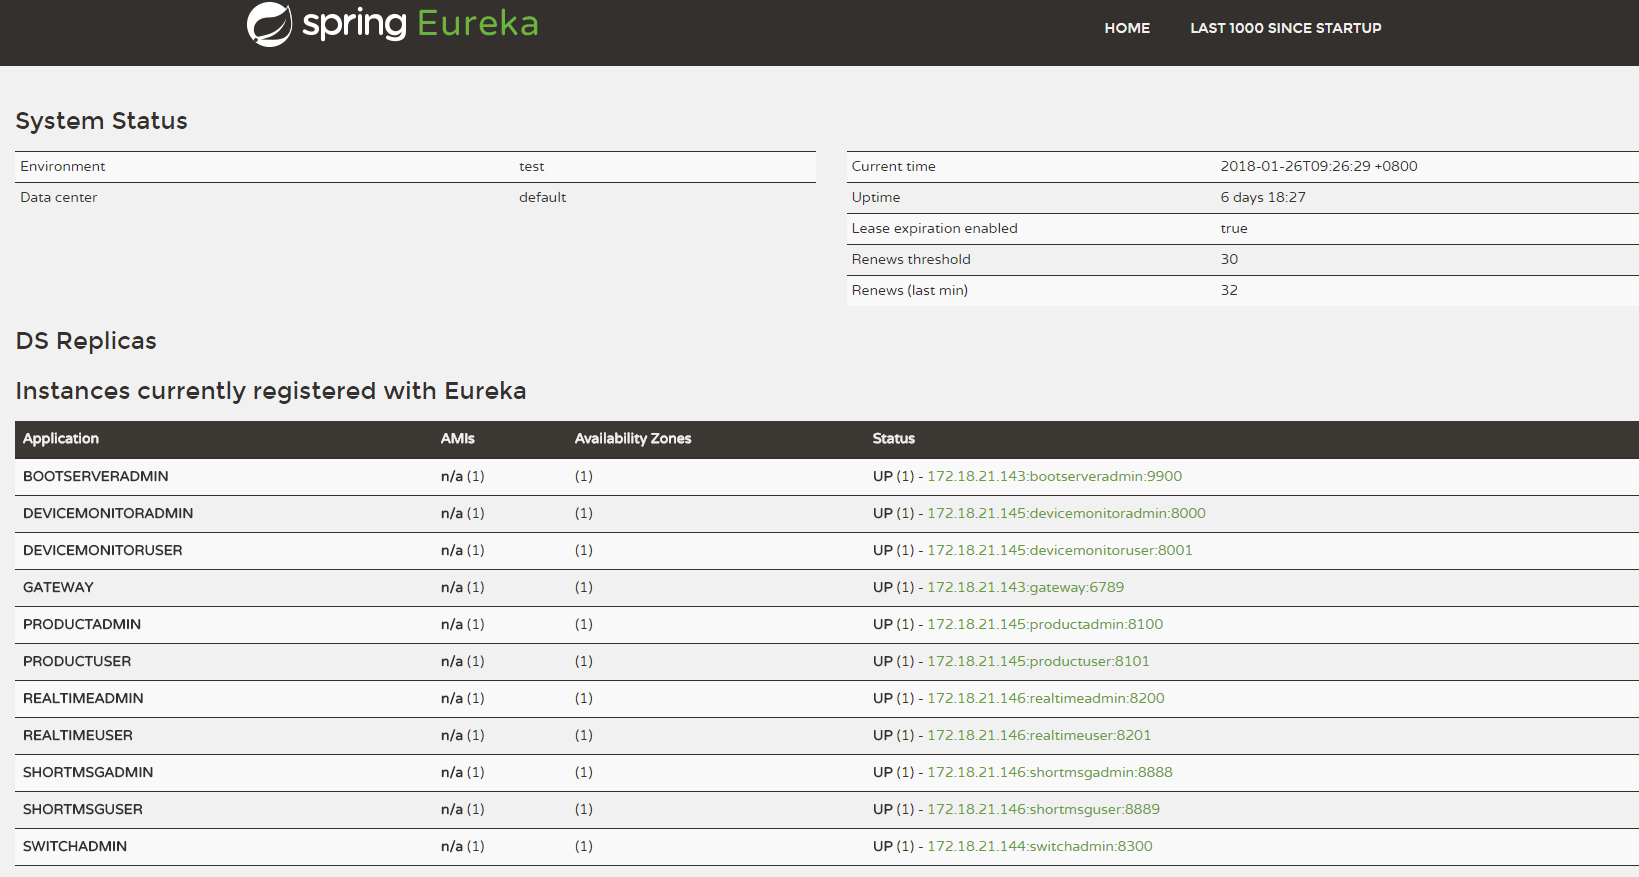 spring Eureka HOME LAST 1000 SINCE STARTUP
System Status
Environment test
Data center default
Current time 2018-01-26T09:26:29 +0800
Uptime 6 days 18:27
Lease expiration enabled true
Renews threshold 30
Renews (last min) 32
DS Replicas
Instances currently registered with Eureka
Application AMIs Availability Zones Status
BOOTSERVERADMIN n/a (1) (1) UP (1) - 172.18.21.143:bootserveradmin:9900
DEVICEMONITORADMIN n/a (1) (1) UP (1) - 172.18.21.145:devicemonitoradmin:8000
DEVICEMONITORUSER n/a (1) (1) UP (1) - 172.18.21.145:devicemonitoruser:8001
GATEWAY n/a (1) (1) UP (1) - 172.18.21.143:gateway:6789
PRODUCTADMIN n/a (1) (1) UP (1) - 172.18.21.145:productadmin:8100
PRODUCTUSER n/a (1) (1) UP (1) - 172.18.21.145:productuser:8101
REALTIMEADMIN n/a (1) (1) UP (1) - 172.18.21.146:realtimeadmin:8200
REALTIMEUSER n/a (1) (1) UP (1) - 172.18.21.146:realtimeuser:8201
SHORTMSGADMIN n/a (1) (1) UP (1) - 172.18.21.146:shortmsgadmin:8888
SHORTMSGUSER n/a (1) (1) UP (1) - 172.18.21.146:shortmsguser:8889
SWITCHADMIN n/a (1) (1) UP (1) - 172.18.21.144:switchadmin:8300